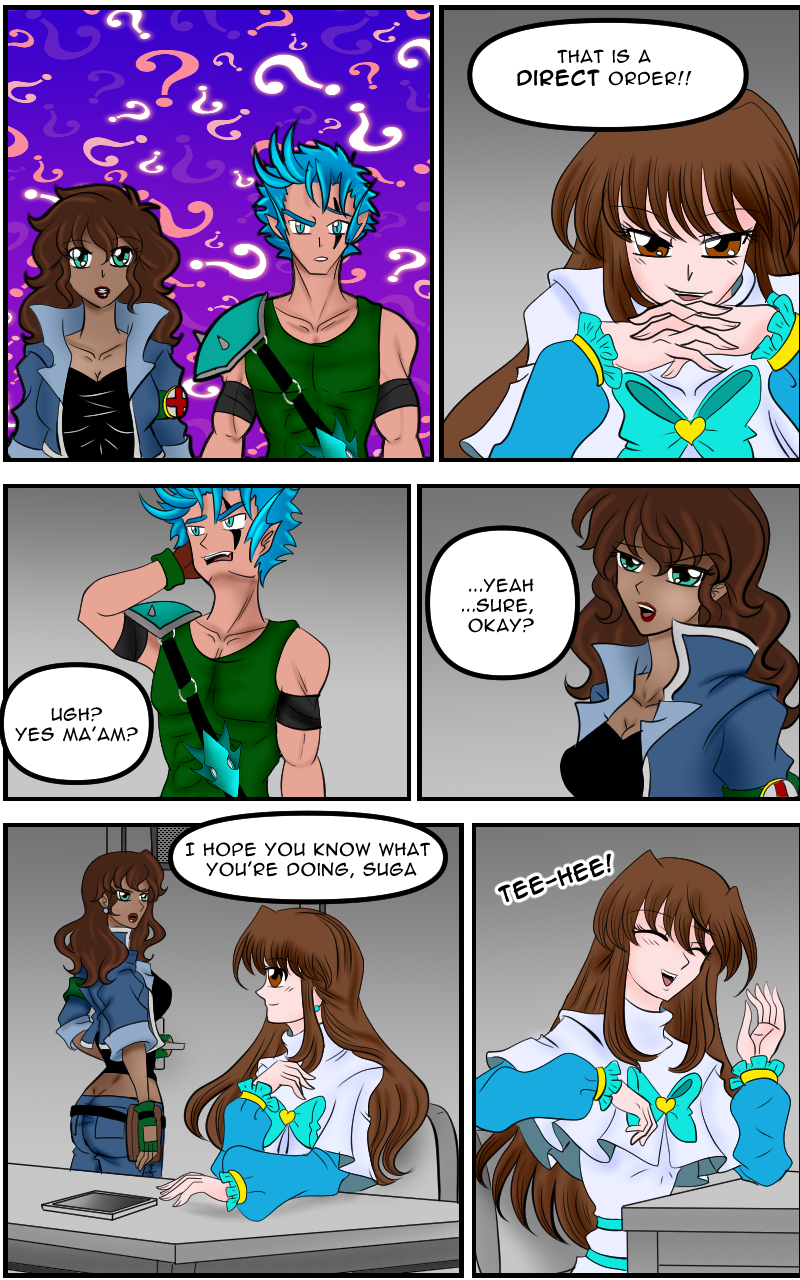 THAT IS A
DIRECT ORDER!!
UGH?
YES MA'AM?
...YEAH
...SURE,
OKAY?
I HOPE YOU KNOW WHAT
YOU'RE DOING, SUGA
TEE-HEE!